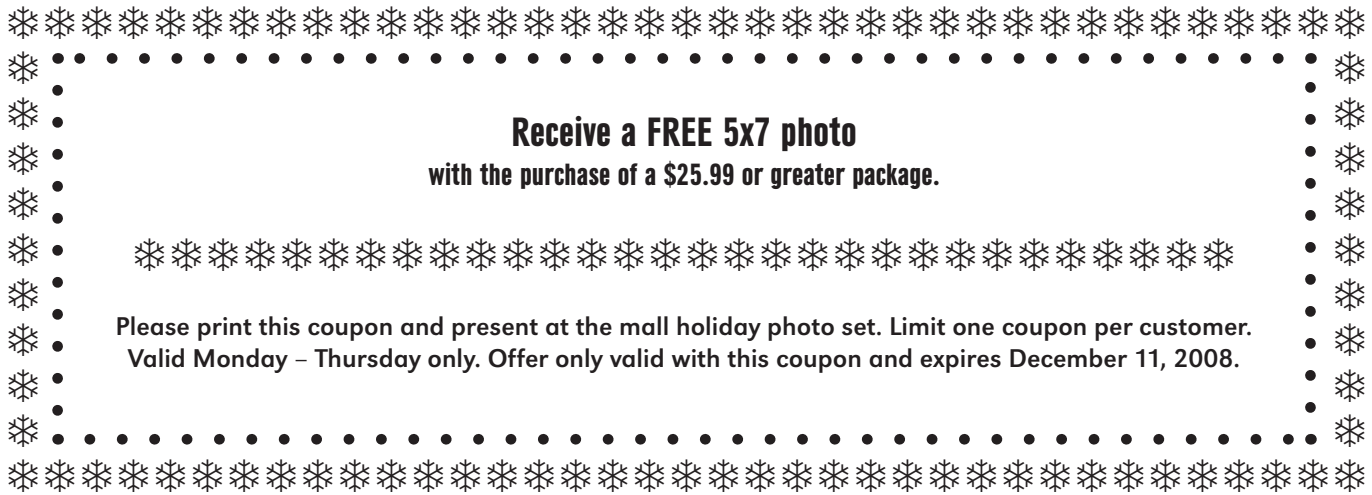 Receive a FREE 5x7 photo
with the purchase of a $25.99 or greater package.
Please print this coupon and present at the mall holiday photo set. Limit one coupon per customer.
Valid Monday – Thursday only. Offer only valid with this coupon and expires December 11, 2008.